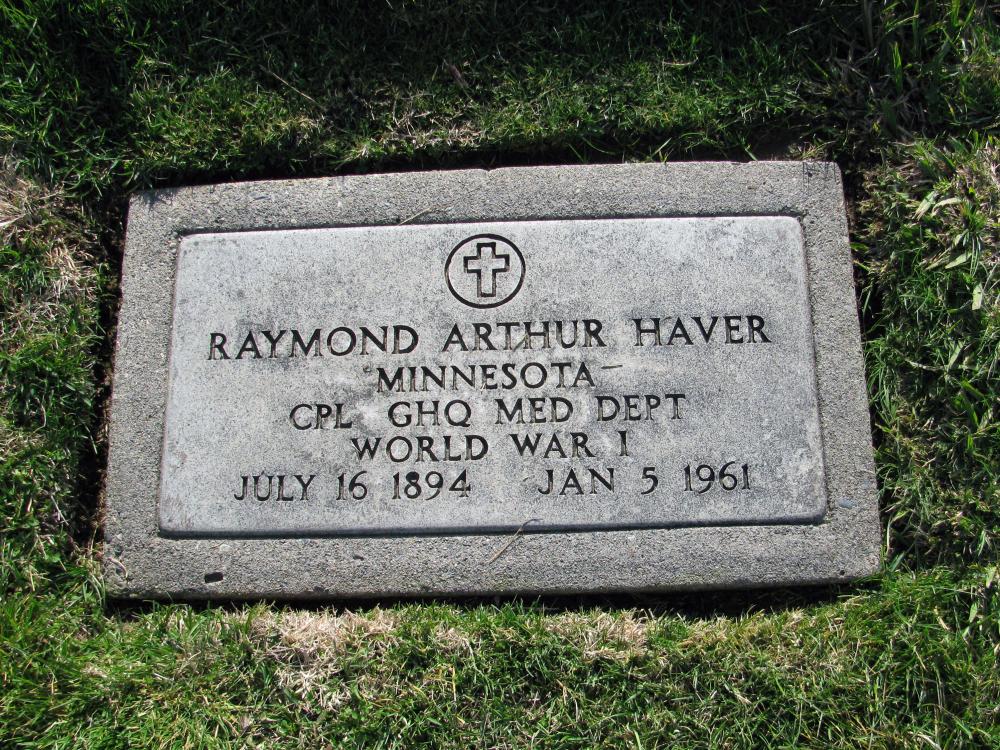 RAYMOND ARTHUR HAVER
MINNESOTA
CPL GHQ MED DEPT
WORLD WAR I
JULY 16 1894 JAN 5 1961